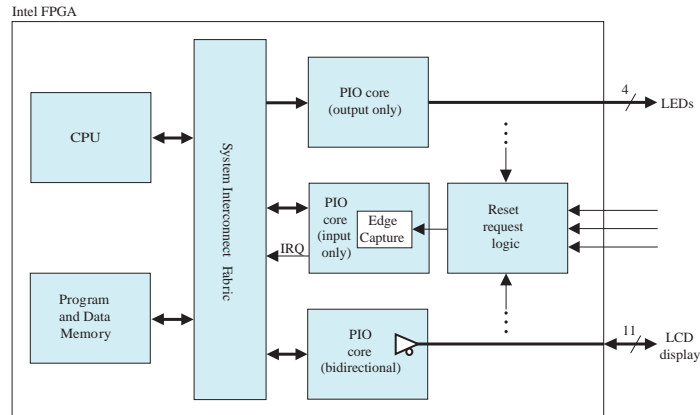 Intel FPGA
CPU
Program
and Data
Memory
System Interconnect Fabric
PIO core
(output only)
4
LEDs
PIO
core
(input
only)
Edge
Capture
IRQ
Reset
request
logic
PIO
core
(bidirectional)
11
LCD
display